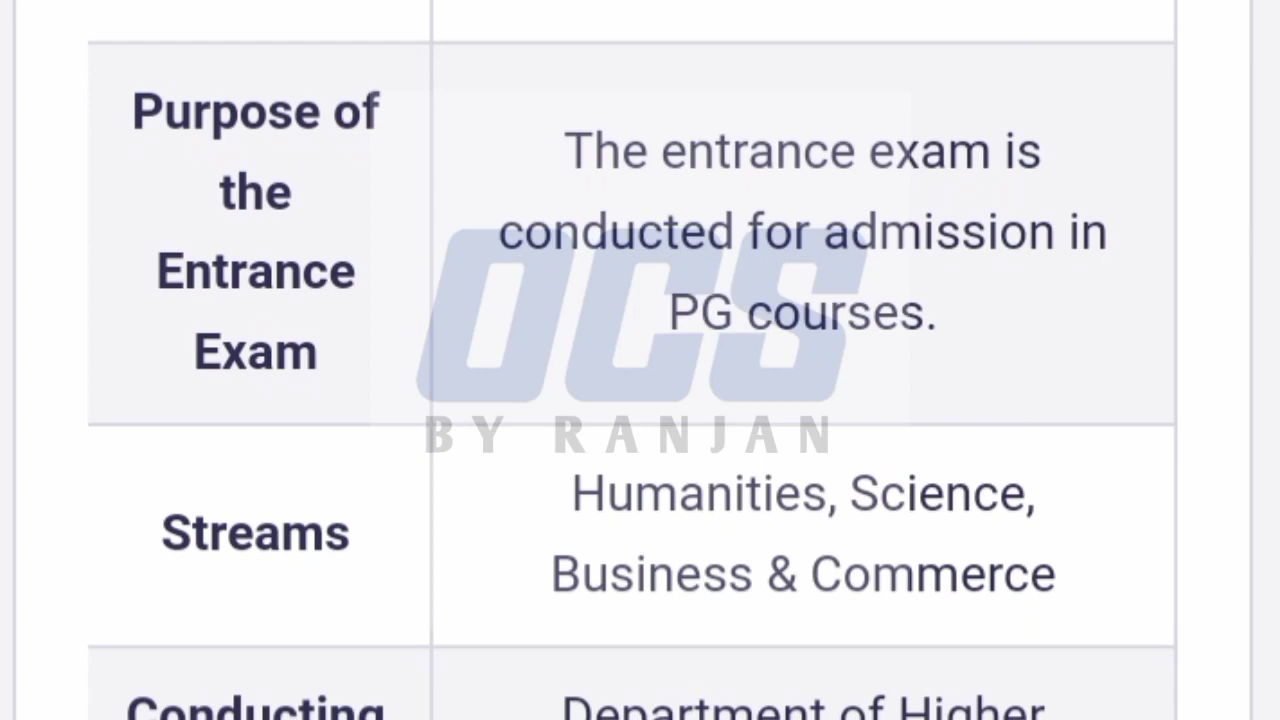 Purpose of
the
Entrance
Exam
The entrance exam is
conducted for admission in
PG courses.
OCS
BY RANJAN
Streams
Humanities, Science,
Business & Commerce
Conducting
Department of Higher